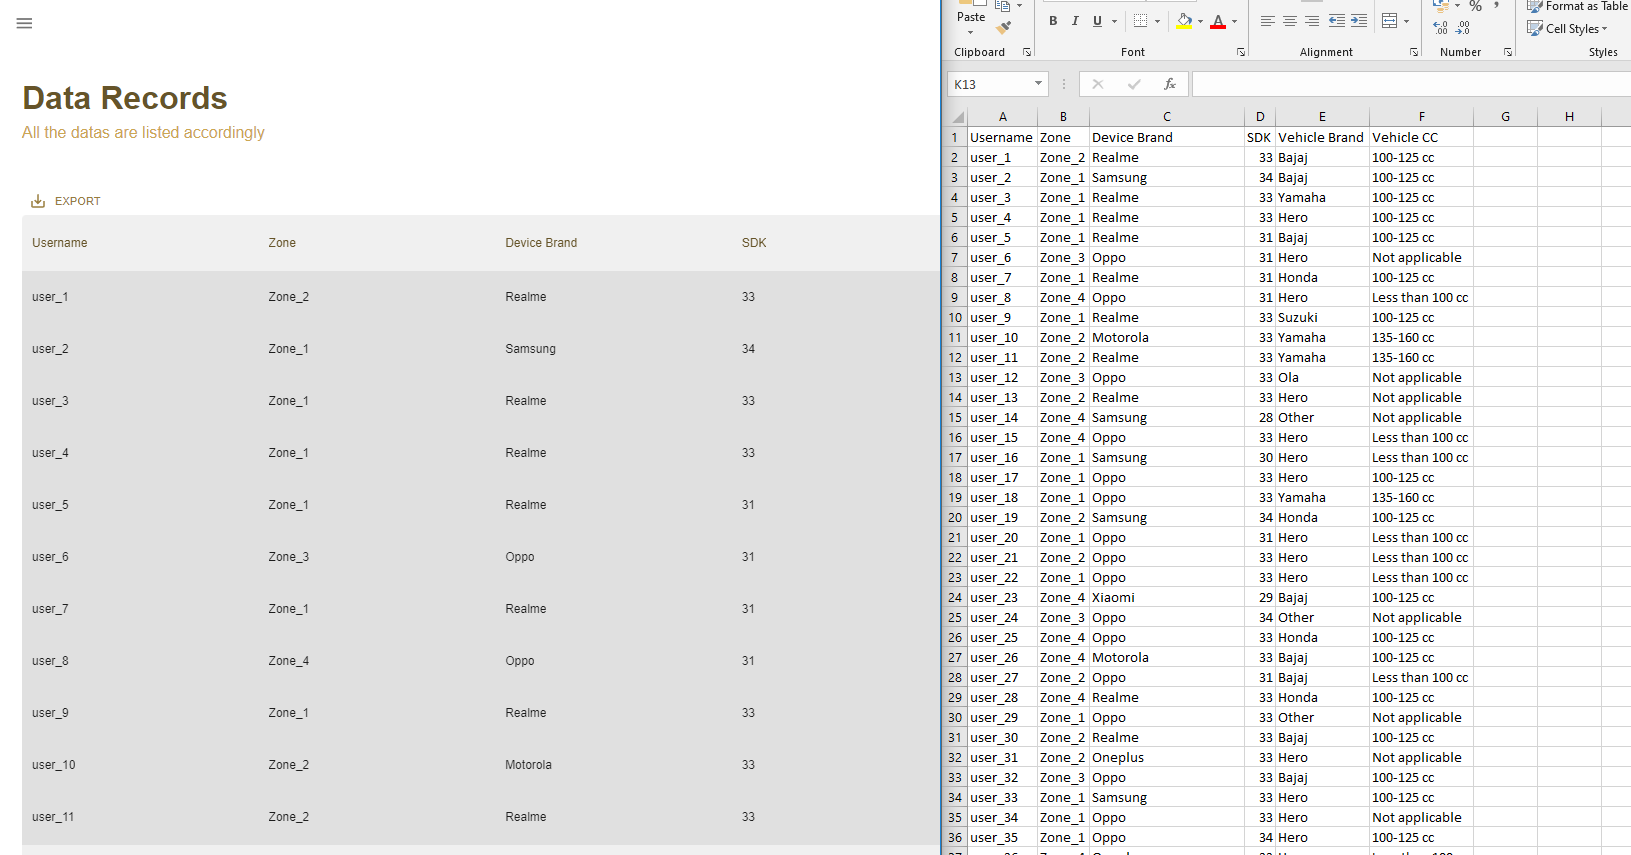 Data Records
All the datas are listed accordingly
EXPORT
Username Zone Device Brand SDK
user_1 Zone_2 Realme 33
user_2 Zone_1 Samsung 34
user_3 Zone_1 Realme 33
user_4 Zone_1 Realme 33
user_5 Zone_1 Realme 31
user_6 Zone_3 Oppo 31
user_7 Zone_1 Realme 31
user_8 Zone_4 Oppo 31
user_9 Zone_1 Realme 33
user_10 Zone_2 Motorola 33
user_11 Zone_2 Realme 33
Paste B I U A % Format as Table
Cell Styles
Clipboard Font Alignment Number Styles
K13 fx
A B C D E F G H
1 Username Zone Device Brand SDK Vehicle Brand Vehicle CC
2 user_1 Zone_2 Realme 33 Bajaj 100-125 cc
3 user_2 Zone_1 Samsung 34 Bajaj 100-125 cc
4 user_3 Zone_1 Realme 33 Yamaha 100-125 cc
5 user_4 Zone_1 Realme 33 Hero 100-125 cc
6 user_5 Zone_1 Realme 31 Bajaj 100-125 cc
7 user_6 Zone_3 Oppo 31 Hero Not applicable
8 user_7 Zone_1 Realme 31 Honda 100-125 cc
9 user_8 Zone_4 Oppo 31 Hero Less than 100 cc
10 user_9 Zone_1 Realme 33 Suzuki 100-125 cc
11 user_10 Zone_2 Motorola 33 Yamaha 135-160 cc
12 user_11 Zone_2 Realme 33 Yamaha 135-160 cc
13 user_12 Zone_3 Oppo 33 Ola Not applicable
14 user_13 Zone_2 Realme 33 Hero Not applicable
15 user_14 Zone_4 Samsung 28 Other Not applicable
16 user_15 Zone_4 Oppo 33 Hero Less than 100 cc
17 user_16 Zone_1 Samsung 30 Hero Less than 100 cc
18 user_17 Zone_1 Oppo 33 Hero 100-125 cc
19 user_18 Zone_1 Oppo 33 Yamaha 135-160 cc
20 user_19 Zone_2 Samsung 34 Honda 100-125 cc
21 user_20 Zone_1 Oppo 31 Hero Less than 100 cc
22 user_21 Zone_2 Oppo 33 Hero Less than 100 cc
23 user_22 Zone_1 Oppo 33 Hero Less than 100 cc
24 user_23 Zone_4 Xiaomi 29 Bajaj 100-125 cc
25 user_24 Zone_3 Oppo 34 Other Not applicable
26 user_25 Zone_4 Oppo 33 Honda 100-125 cc
27 user_26 Zone_4 Motorola 33 Bajaj 100-125 cc
28 user_27 Zone_2 Oppo 31 Bajaj Less than 100 cc
29 user_28 Zone_4 Realme 33 Honda 100-125 cc
30 user_29 Zone_1 Oppo 33 Other Not applicable
31 user_30 Zone_2 Realme 33 Bajaj 100-125 cc
32 user_31 Zone_2 Oneplus 33 Hero Not applicable
33 user_32 Zone_3 Oppo 33 Bajaj 100-125 cc
34 user_33 Zone_1 Samsung 33 Hero 100-125 cc
35 user_34 Zone_1 Oppo 33 Hero Not applicable
36 user_35 Zone_1 Oppo 34 Hero 100-125 cc